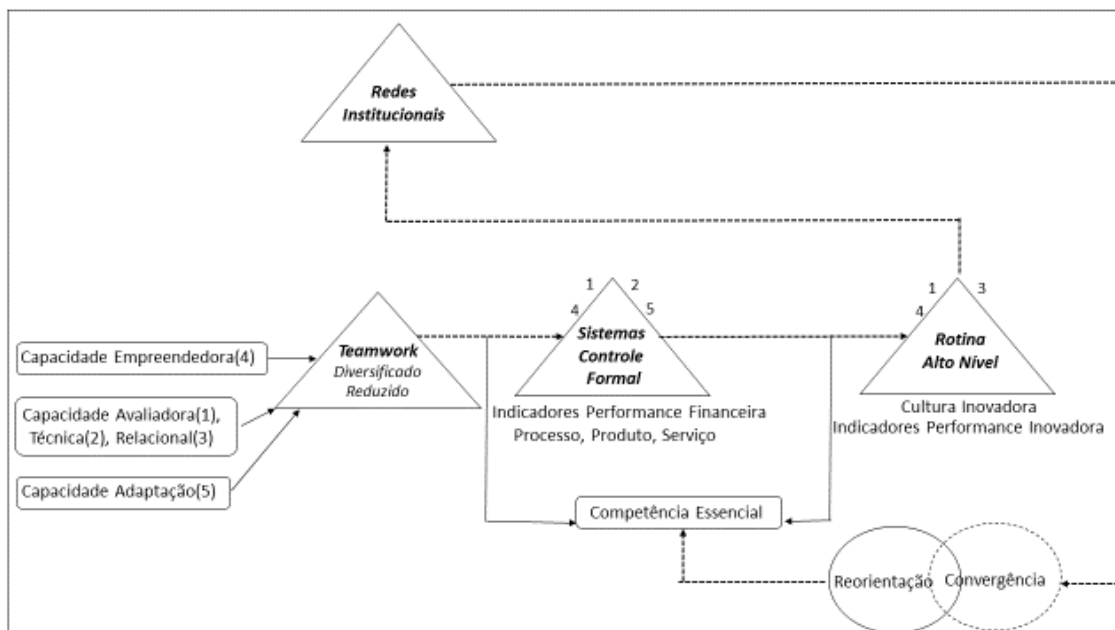 Redes
Institucionais
1 2
4 5
1 3
4
Capacidade Empreendedora(4)
Teamwork
Diversificado
Reduzido
Sistemas
Controle
Formal
Rotina
Alto Nível
Capacidade Avaliadora(1),
Técnica(2), Relacional(3)
Indicadores Performance Financeira
Processo, Produto, Serviço
Cultura Inovadora
Indicadores Performance Inovadora
Capacidade Adaptação(5)
Competência Essencial
Reorientação
Convergência